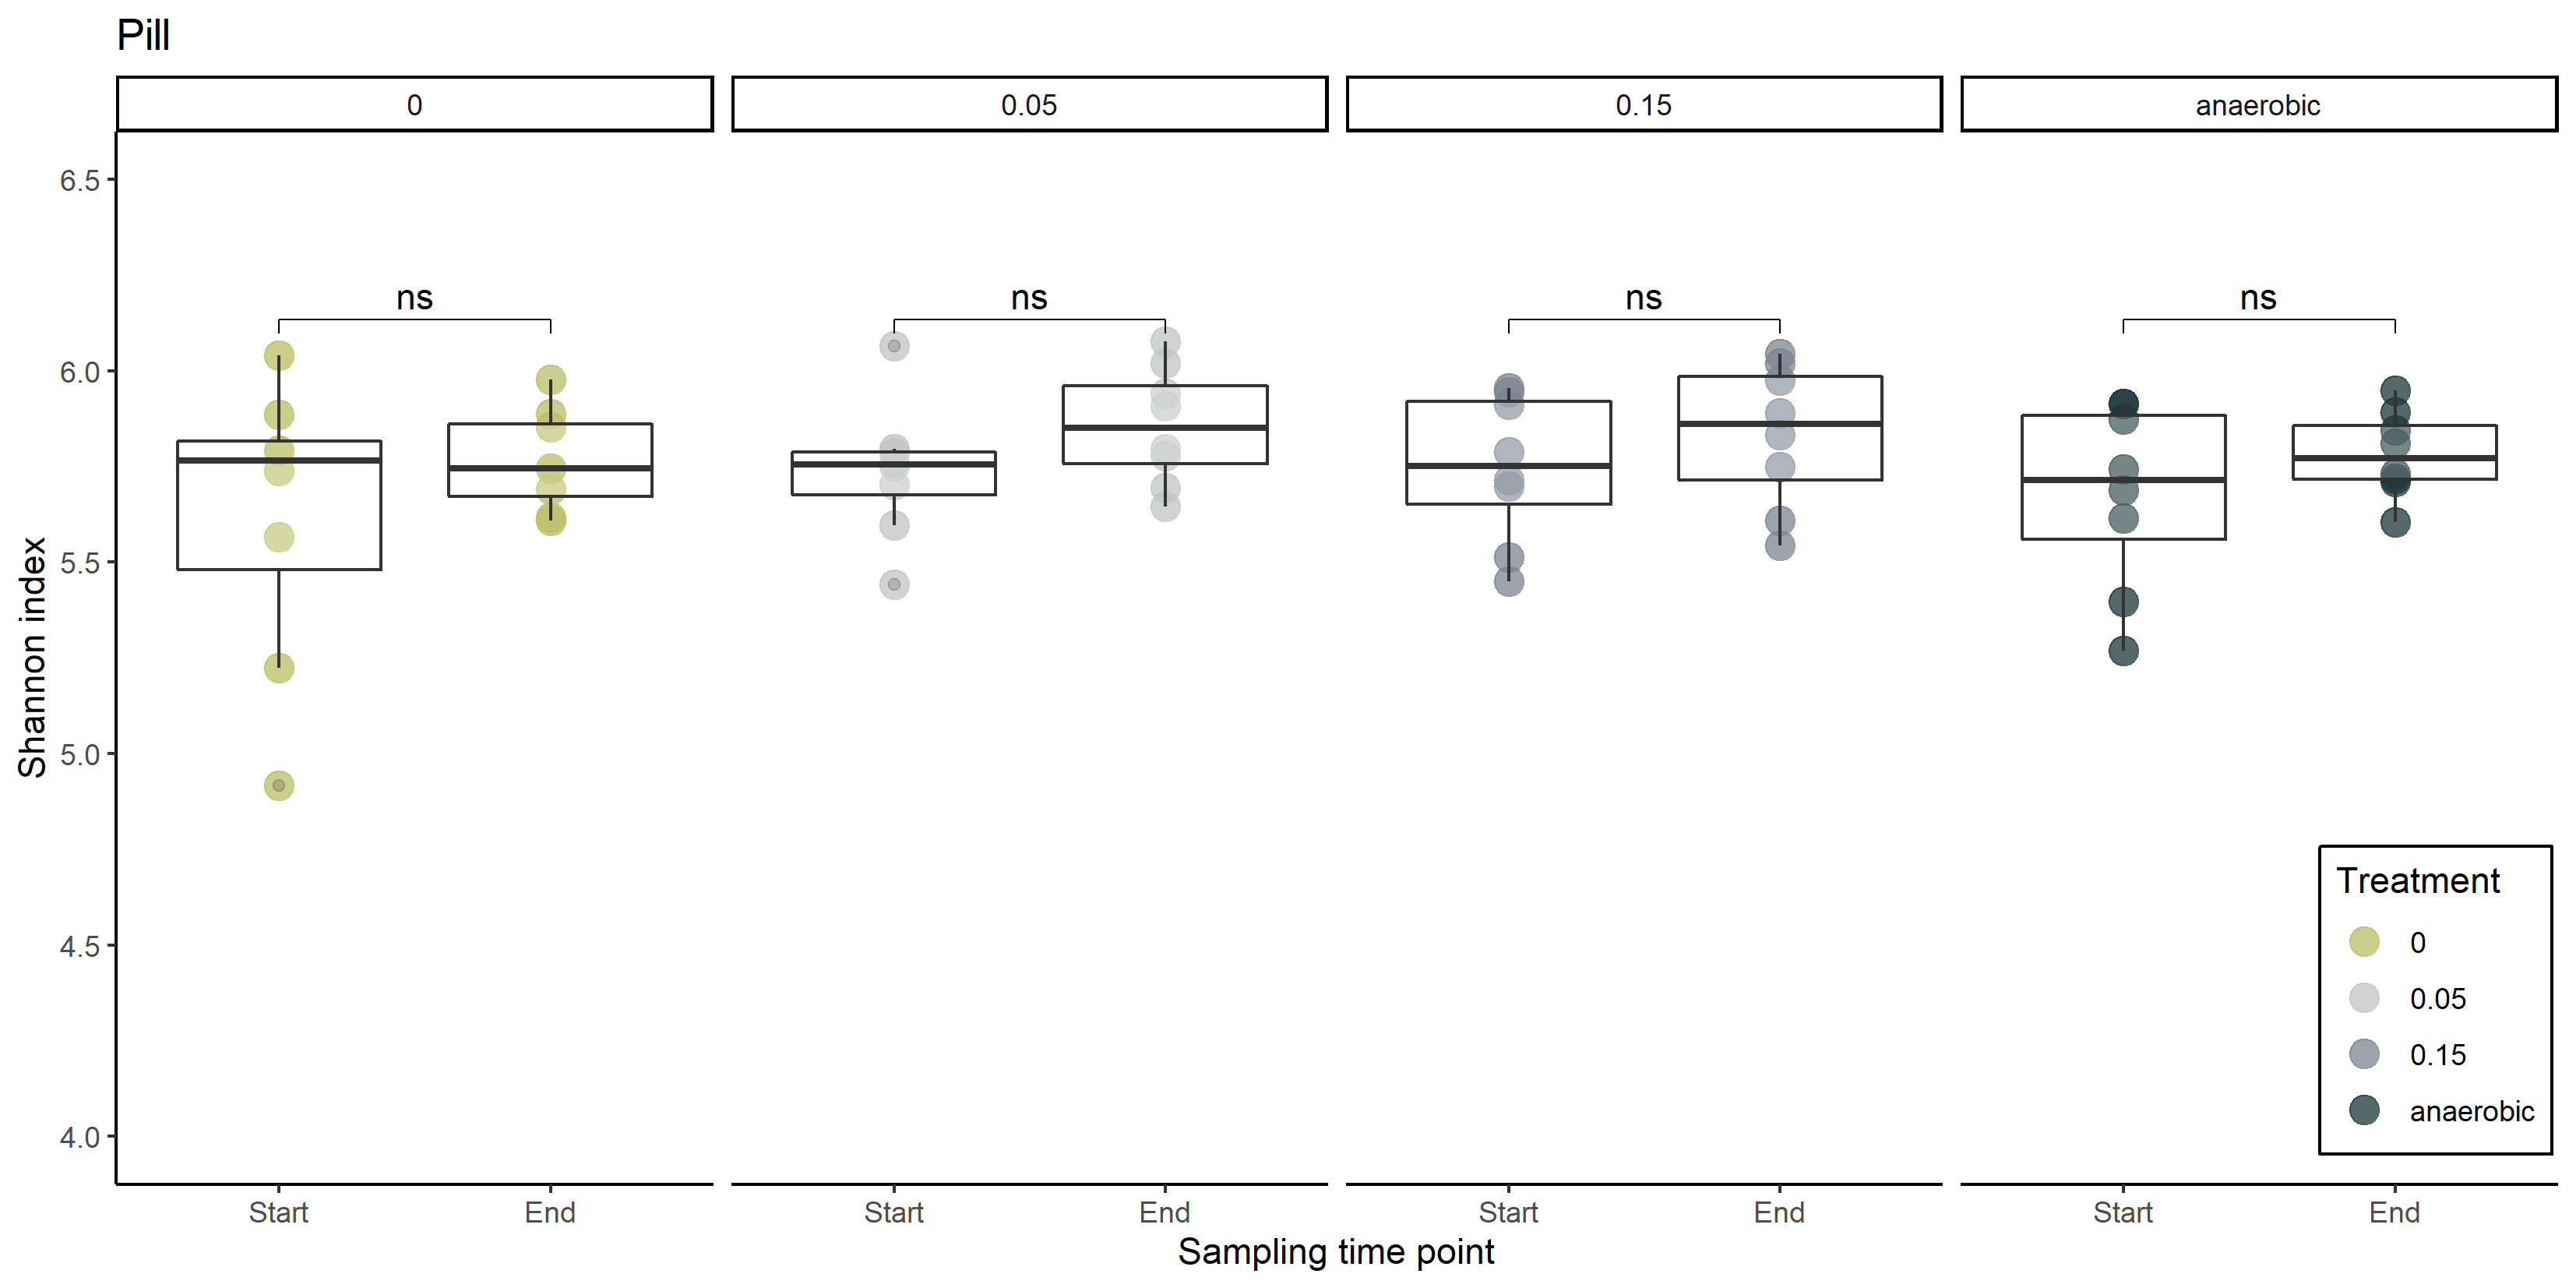 Pill
0
0.05
0.15
anaerobic
6.5
6.0
5.5
5.0
4.5
4.0
Shannon index
ns
ns
ns
ns
Treatment
0
0.05
0.15
anaerobic
Start
End
Start
End
Start
End
Start
End
Sampling time point